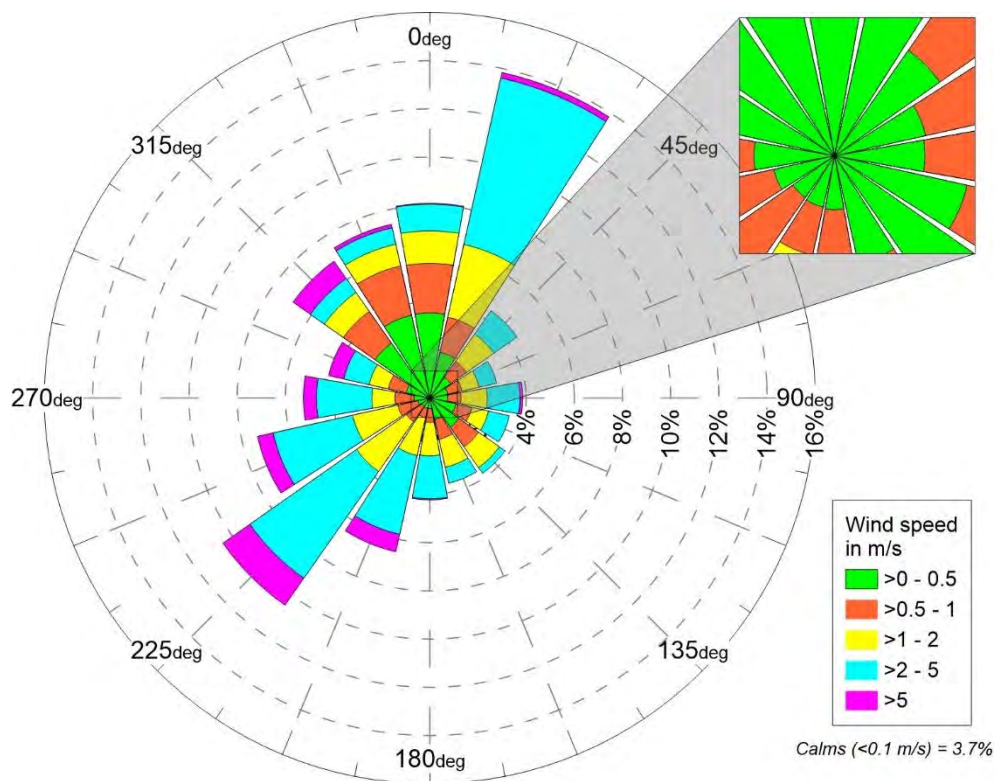 0deg
45deg
90deg
135deg
180deg
225deg
270deg
315deg
4%
6%
8%
10%
12%
14%
16%
Wind speed
in m/s
>0 - 0.5
>0.5 - 1
>1 - 2
>2 - 5
>5
Calms (<0.1 m/s) = 3.7%